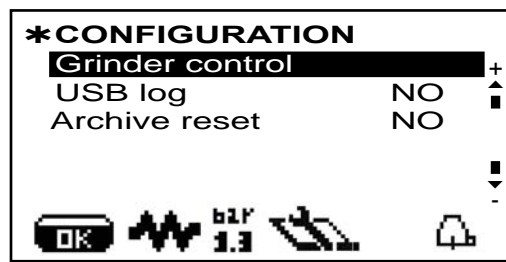 *CONFIGURATION
Grinder control
+
USB log NO
Archive reset NO
-
OK
bar
1.1